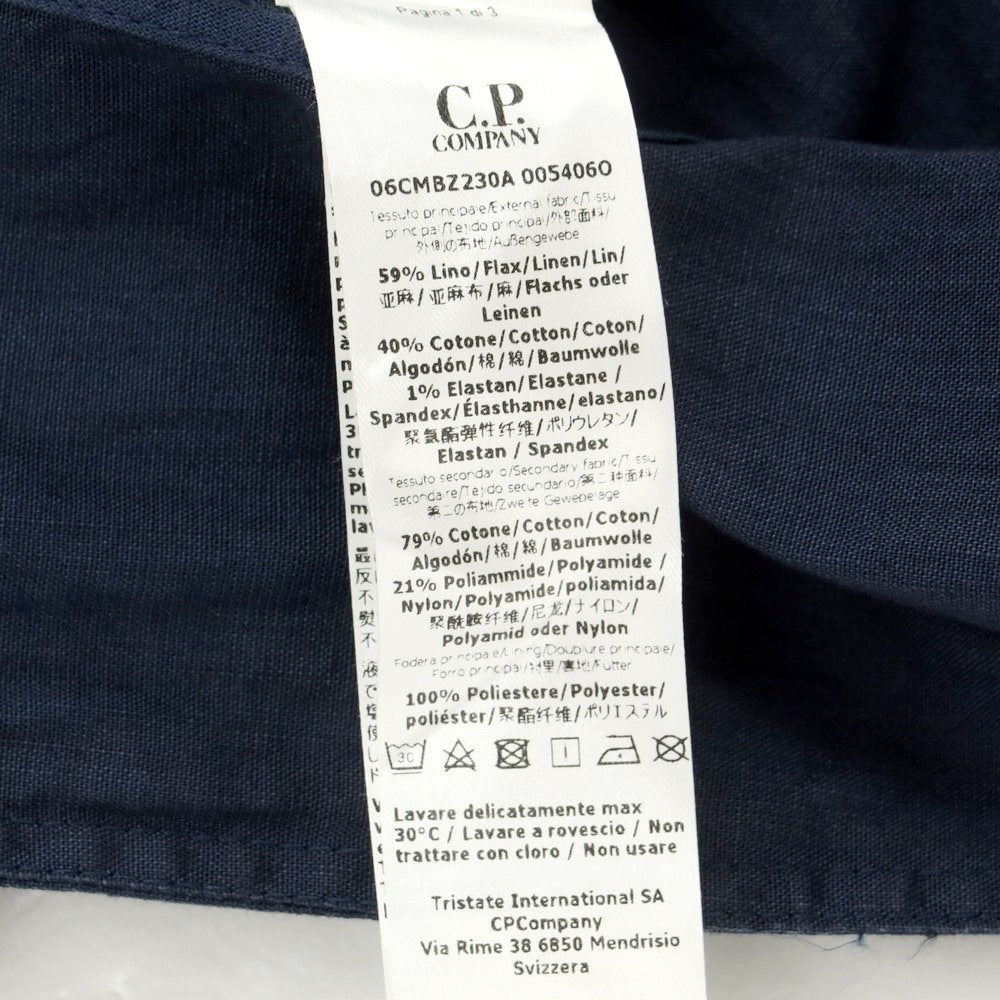 Pagina 1 di 3
C.P.
COMPANY
06CMBZ230A 005406O
Tessuto principale/External fabric/Tissu
principal/Tejido principal/外部面料/
外側の布地/Außengewebe
59% Lino/Flax/Linen/Lin/
亚麻/亚麻布/麻/Flachs oder
Leinen
40% Cotone/Cotton/Coton/
Algodón/棉/綿/Baumwolle
1% Elastan/Elastane /
Spandex/Élasthanne/elastano/
聚氨酯弹性纤维/ポリウレタン/
Elastan / Spandex
Tessuto secondario/Secondary fabric/Tissu
secondaire/Tejido secundario/第二种面料/
第二の布地/Zweite Gewebelage
79% Cotone/Cotton/Coton/
Algodón/棉/綿/Baumwolle
21% Poliammide/Polyamide /
Nylon/Polyamide/poliamida/
聚酰胺纤维/尼龙/ナイロン/
Polyamid oder Nylon
Fodera principale/Lining/Doublure principale/
Forro principal/衬里/裏地/Futter
100% Poliestere/Polyester/
poliéster/聚酯纤维/ポリエステル
30
Lavare delicatamente max
30°C / Lavare a rovescio / Non
trattare con cloro / Non usare
Tristate International SA
CPCompany
Via Rime 38 6850 Mendrisio
Svizzera